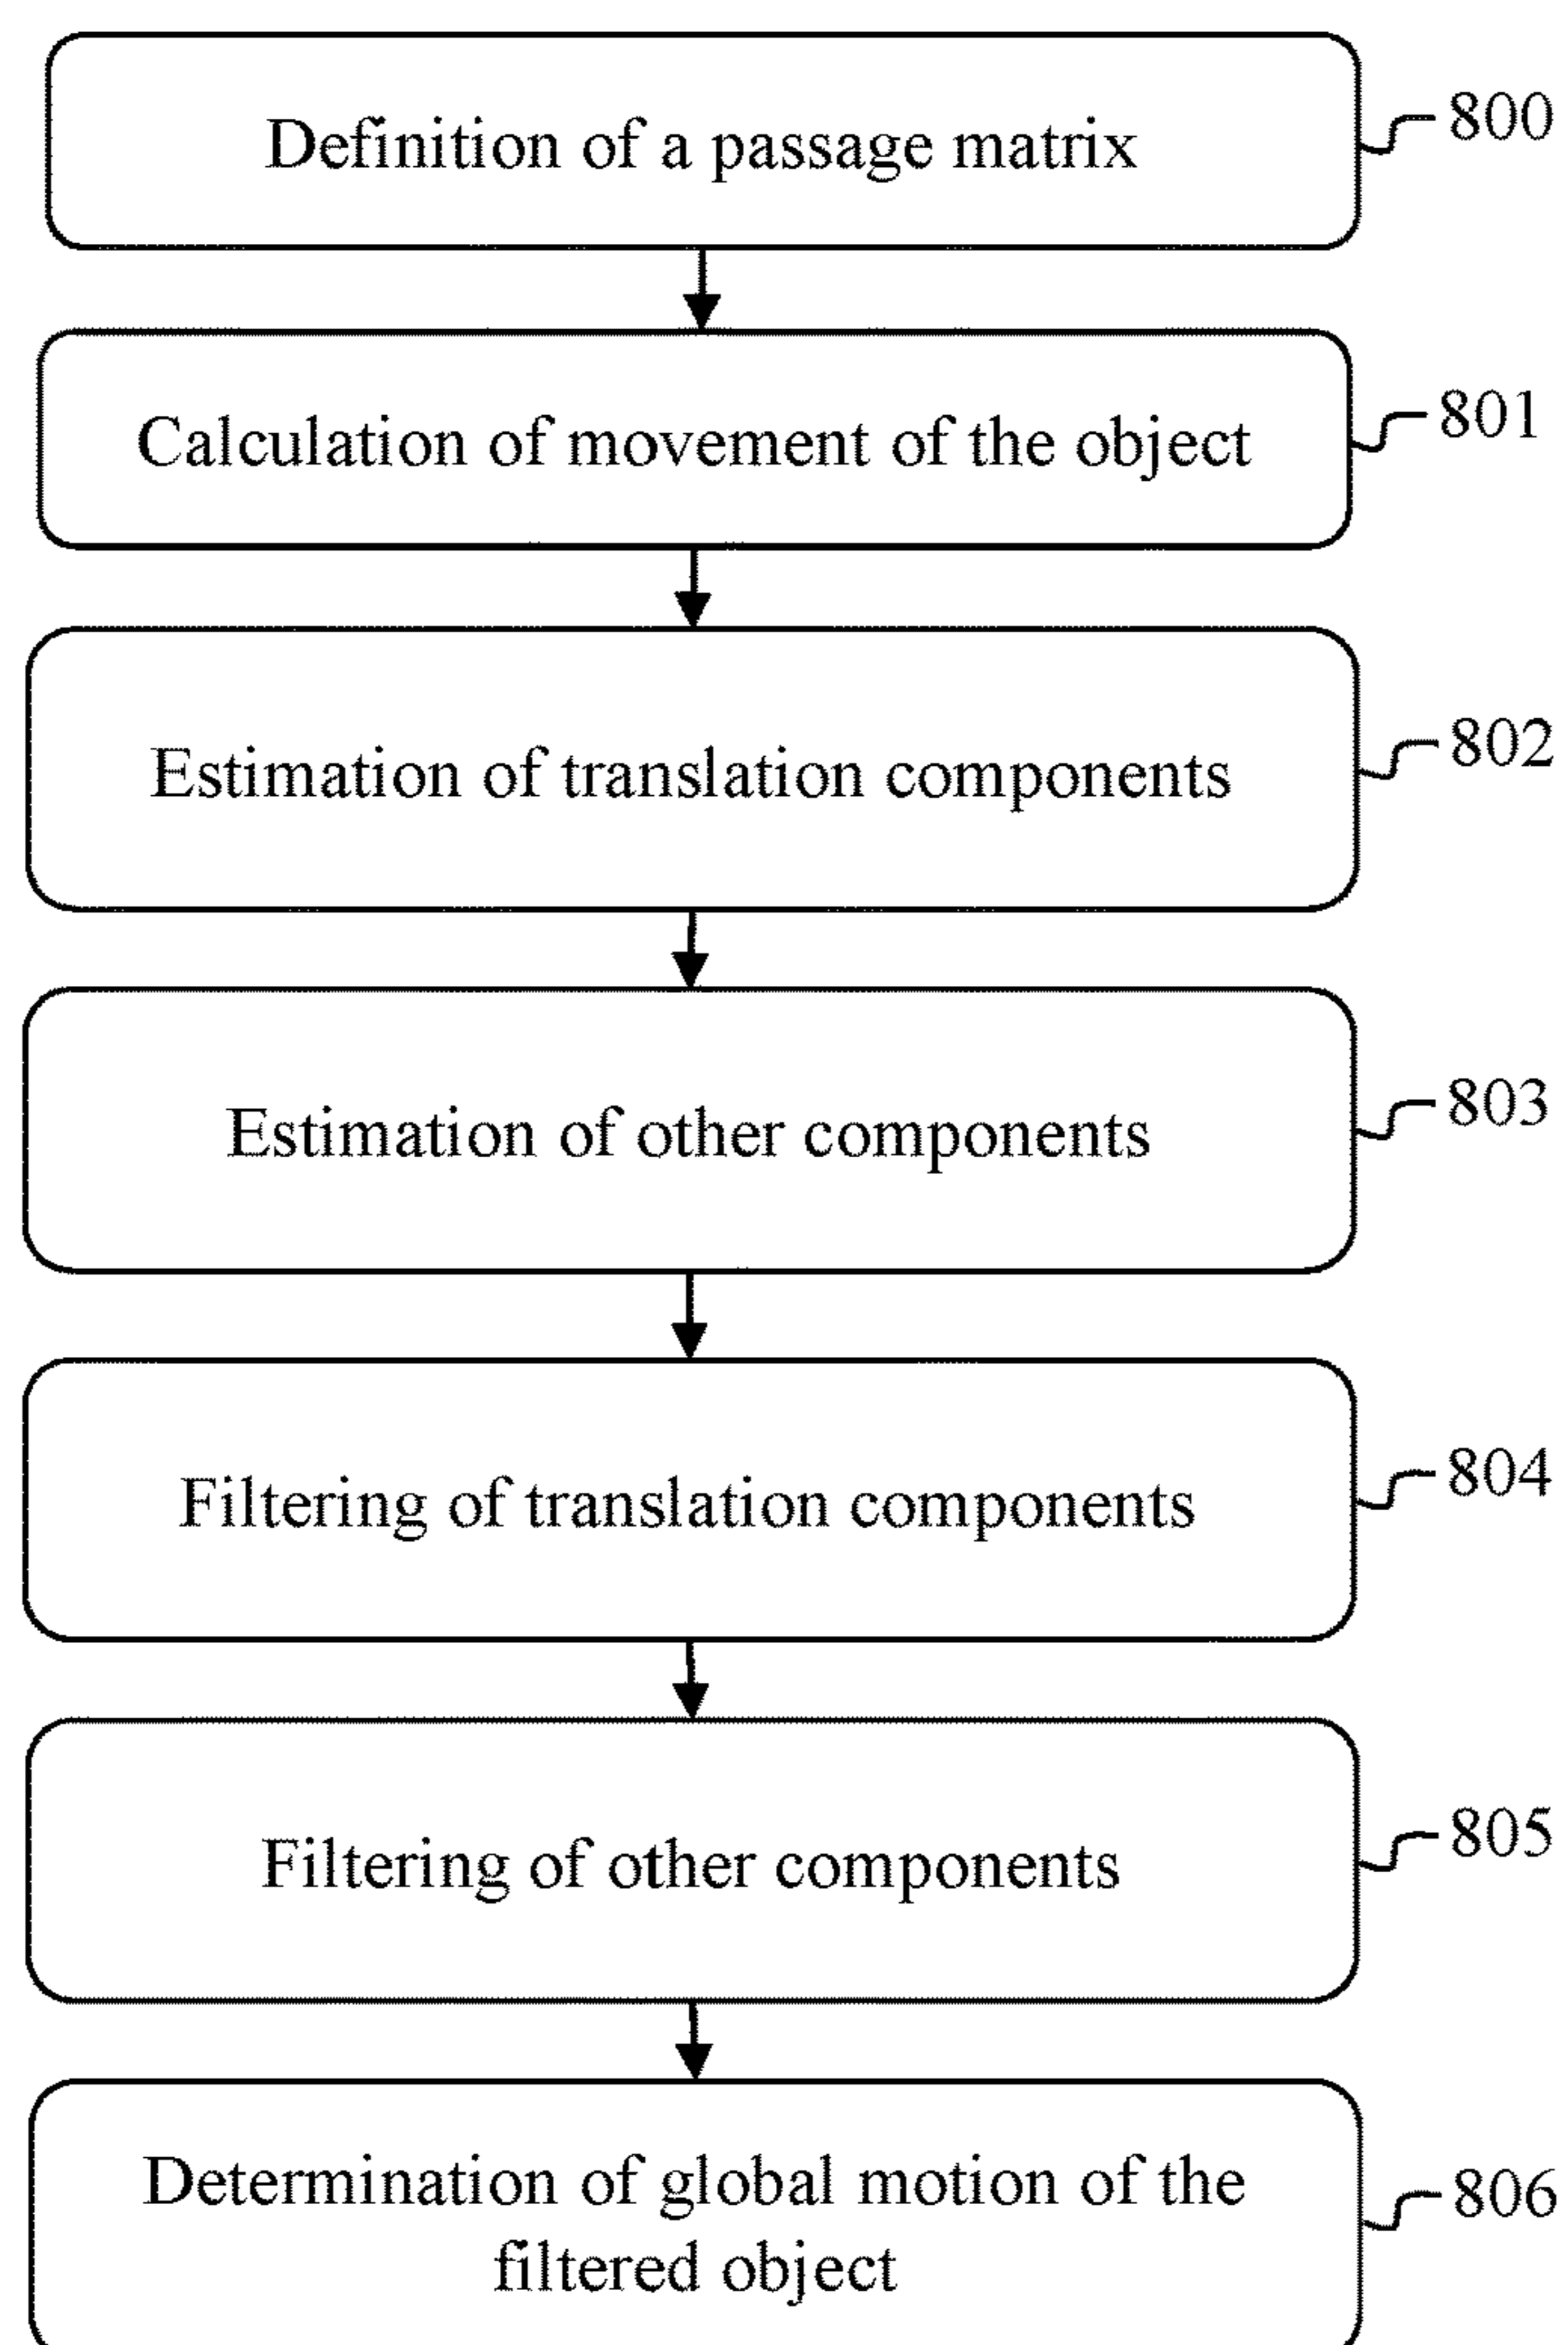 Definition of a passage matrix
800
Calculation of movement of the object
801
Estimation of translation components
802
Estimation of other components
803
Filtering of translation components
804
Filtering of other components
805
Determination of global motion of the
filtered object
806